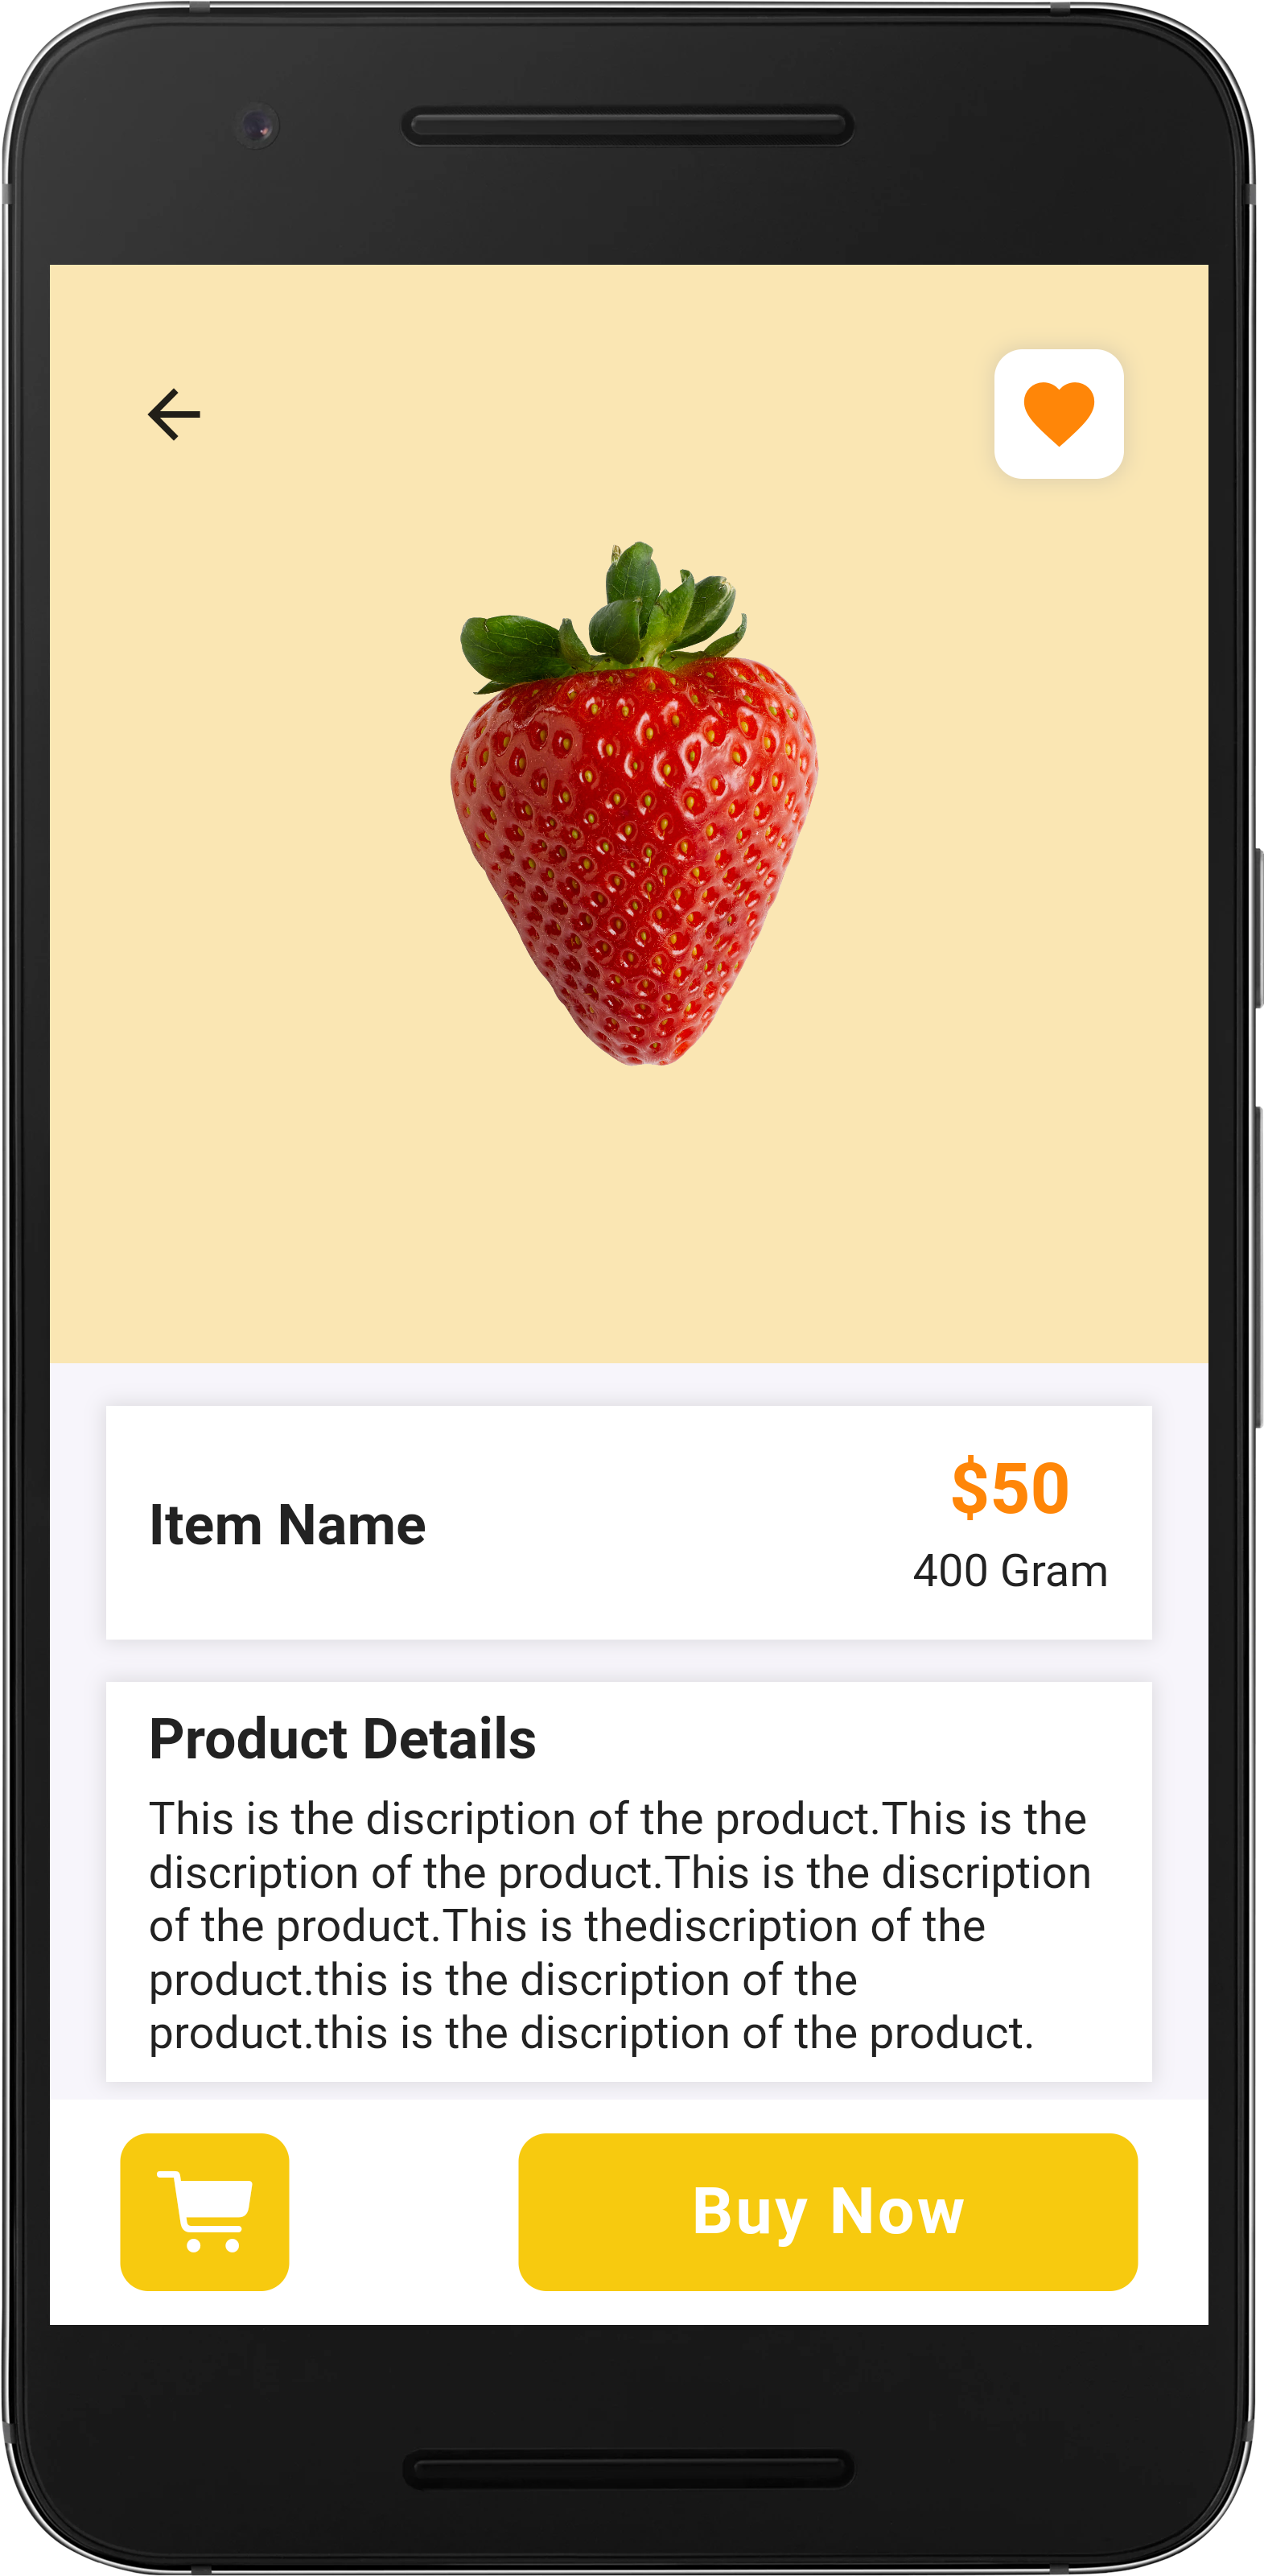 Item Name
$50
400 Gram
Product Details
This is the discription of the product.This is the
discription of the product.This is the discription
of the product.This is thediscription of the
product.this is the discription of the
product.this is the discription of the product.
Buy Now